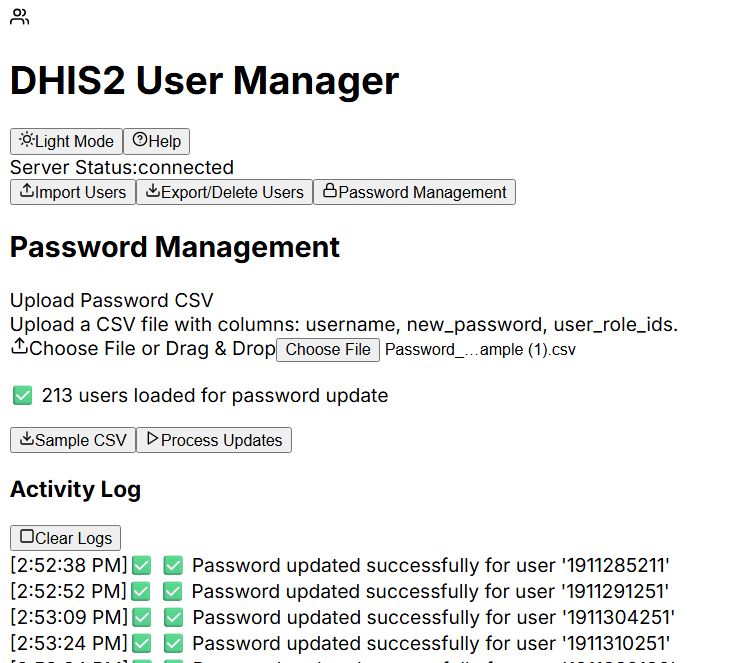 DHIS2 User Manager
Light Mode Help
Server Status:connected
Import Users Export/Delete Users Password Management
Password Management
Upload Password CSV
Upload a CSV file with columns: username, new_password, user_role_ids.
Choose File or Drag & Drop Choose File Password_...ample (1).csv
✅ 213 users loaded for password update
Sample CSV Process Updates
Activity Log
Clear Logs
[2:52:38 PM]✅ ✅ Password updated successfully for user '1911285211'
[2:52:52 PM]✅ ✅ Password updated successfully for user '1911291251'
[2:53:09 PM]✅ ✅ Password updated successfully for user '1911304251'
[2:53:24 PM]✅ ✅ Password updated successfully for user '1911310251'